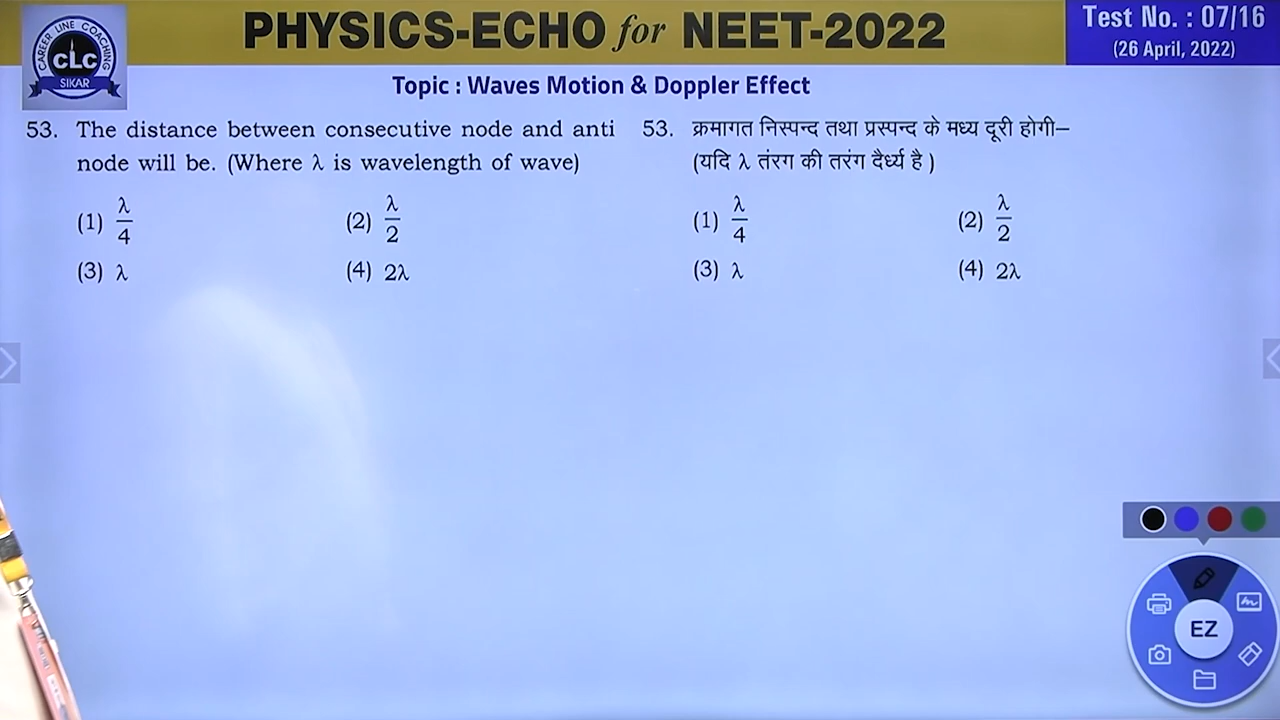 PHYSICS-ECHO for NEET-2022
Test No. : 07/16
(26 April, 2022)
CAREER LINE COACHING
CLC
SIKAR
Topic : Waves Motion & Doppler Effect
53. The distance between consecutive node and anti
node will be. (Where λ is wavelength of wave)
(1) λ/4 (2) λ/2
(3) λ (4) 2λ
53. क्रमागत निस्पन्द तथा प्रस्पन्द के मध्य दूरी होगी–
(यदि λ तंरग की तरंग दैर्ध्य है )
(1) λ/4 (2) λ/2
(3) λ (4) 2λ
EZ